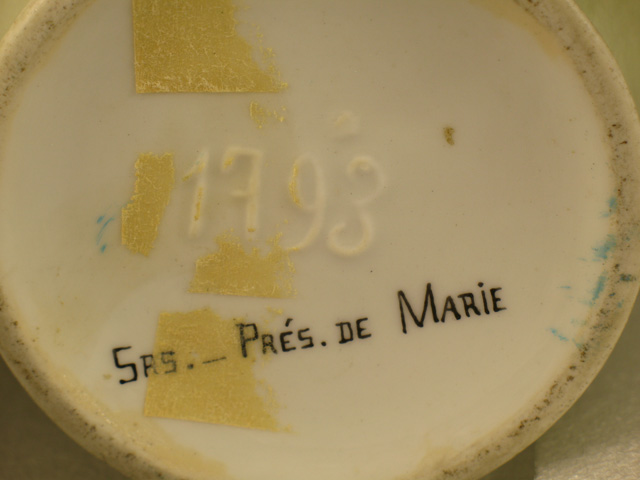 1793
SRS._ PRÉS. DE MARIE